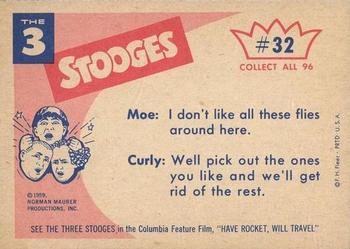 THE
3
STOOGES
#32
COLLECT ALL 96
Moe: I don't like all these flies
around here.
Curly: Well pick out the ones
you like and we'll get
rid of the rest.
©1959,
NORMAN MAURER
PRODUCTIONS, INC.
©F.H. Fleer - PRTD. U.S.A.
SEE THE THREE STOOGES in the Columbia Feature Film, "HAVE ROCKET, WILL TRAVEL"